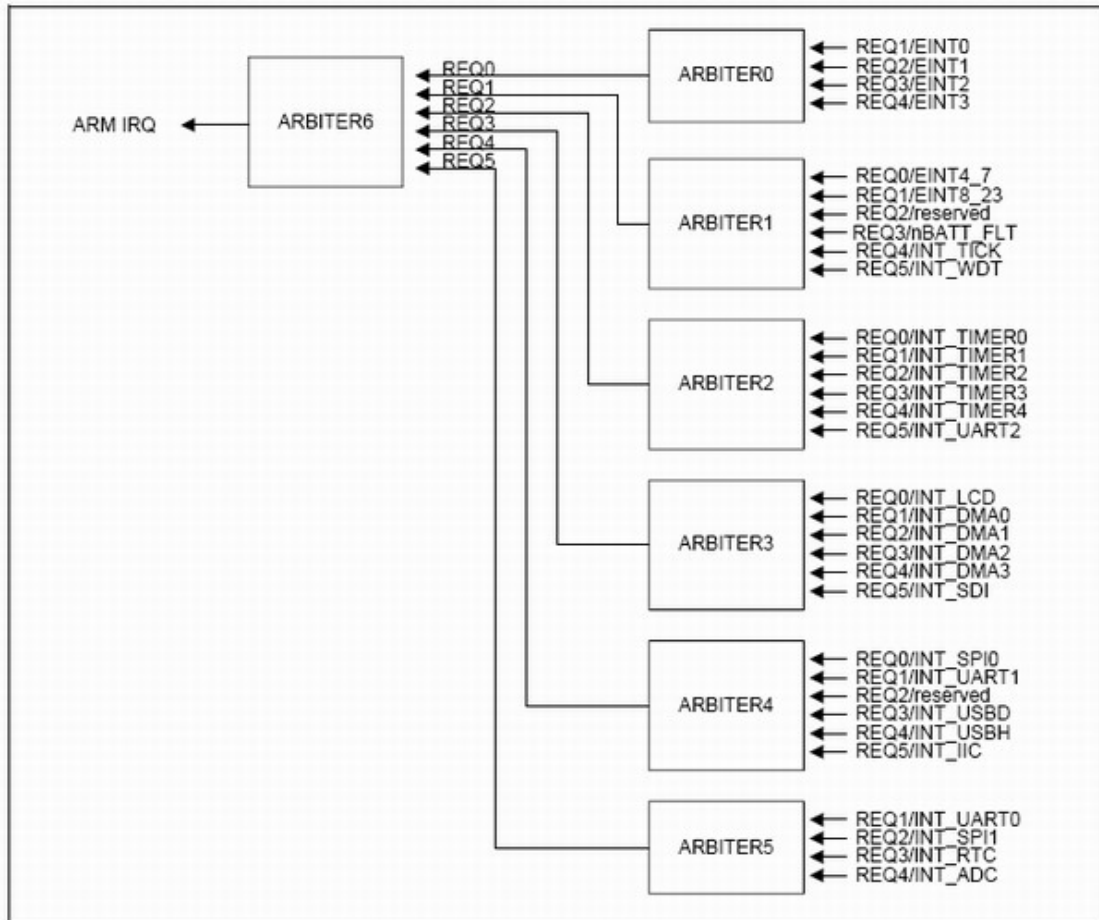 ARM IRQ
ARBITER6
REQ0
REQ1
REQ2
REQ3
REQ4
REQ5
ARBITER0
REQ1/EINT0
REQ2/EINT1
REQ3/EINT2
REQ4/EINT3
ARBITER1
REQ0/EINT4_7
REQ1/EINT8_23
REQ2/reserved
REQ3/nBATT_FLT
REQ4/INT_TICK
REQ5/INT_WDT
ARBITER2
REQ0/INT_TIMER0
REQ1/INT_TIMER1
REQ2/INT_TIMER2
REQ3/INT_TIMER3
REQ4/INT_TIMER4
REQ5/INT_UART2
ARBITER3
REQ0/INT_LCD
REQ1/INT_DMA0
REQ2/INT_DMA1
REQ3/INT_DMA2
REQ4/INT_DMA3
REQ5/INT_SDI
ARBITER4
REQ0/INT_SPI0
REQ1/INT_UART1
REQ2/reserved
REQ3/INT_USBD
REQ4/INT_USBH
REQ5/INT_IIC
ARBITER5
REQ1/INT_UART0
REQ2/INT_SPI1
REQ3/INT_RTC
REQ4/INT_ADC